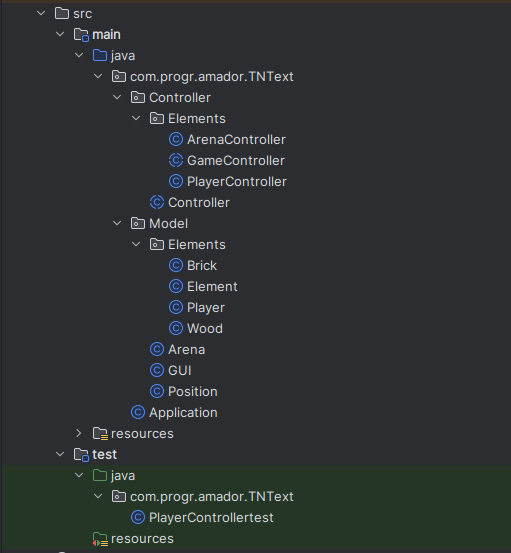 src
main
java
com.progr.amador.TNText
Controller
Elements
ArenaController
GameController
PlayerController
Controller
Model
Elements
Brick
Element
Player
Wood
Arena
GUI
Position
Application
resources
test
java
com.progr.amador.TNText
PlayerControllertest
resources